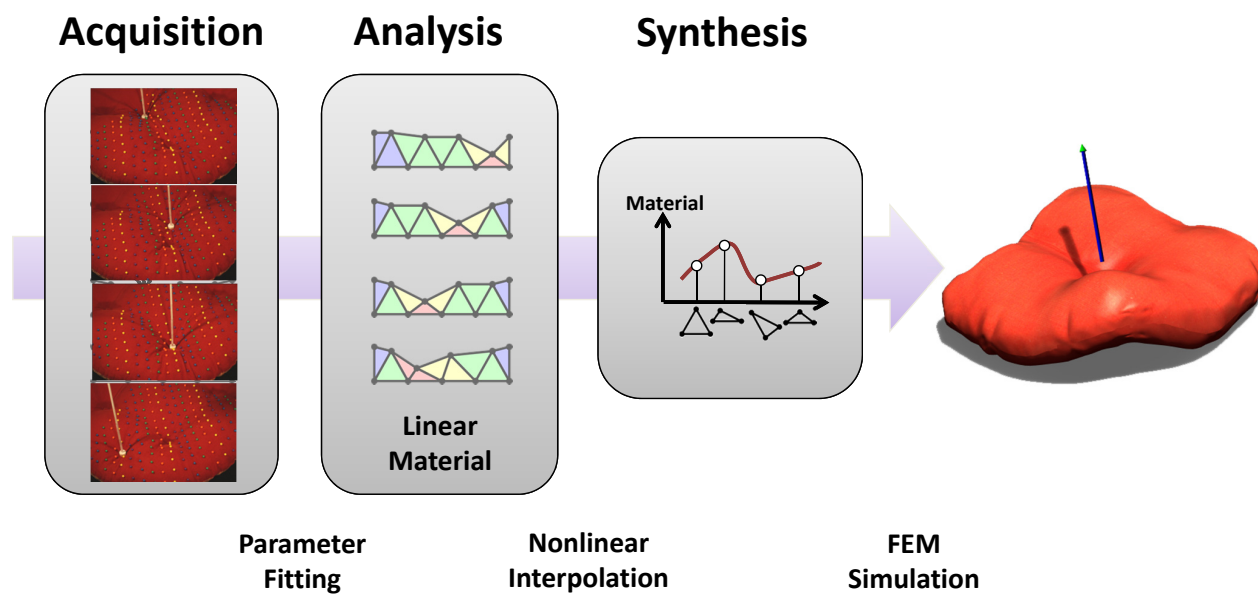 Acquisition
Analysis
Synthesis
Material
Linear
Material
Parameter
Fitting
Nonlinear
Interpolation
FEM
Simulation